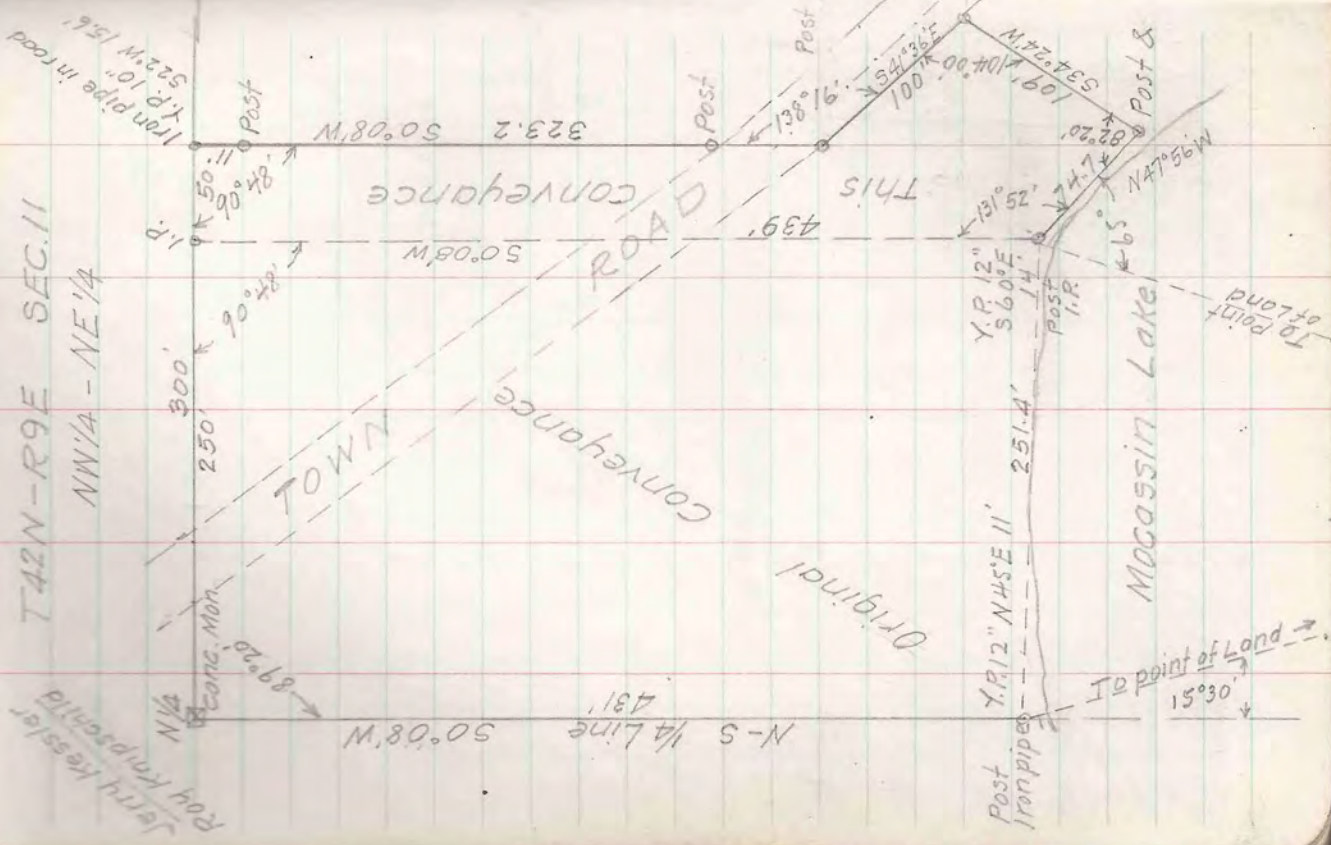 T42N-R9E SEC.11
NW1/4 - NE1/4
Jerry Kessler
Roy Knipschild
N1/4
Conc. Mon.
89°20'
300'
250'
90°48'
I.P.
50'
90°48'
11
Iron pipe in road
Y.P. 10"
S22°W 15.6'
Post
S0°08'W
323.2
Post
Post
138°
91.
S41°36'E
100'
104°00'
S34°24'W
109'
Post &
82°20'
74.7
N47°56'W
131°52'
65°
This
Conveyance
S0°08'W
439'
TOWN
ROAD
Original
Conveyance
N-S 1/4 Line
S0°08'W
431'
Post
Iron pipe
Y.P. 12" N45°E 11'
251.4'
Y.P. 12"
S60°E
14'
Post
I.P.
Mocassin Lake
To Point
of Land
To point of Land
15°30'